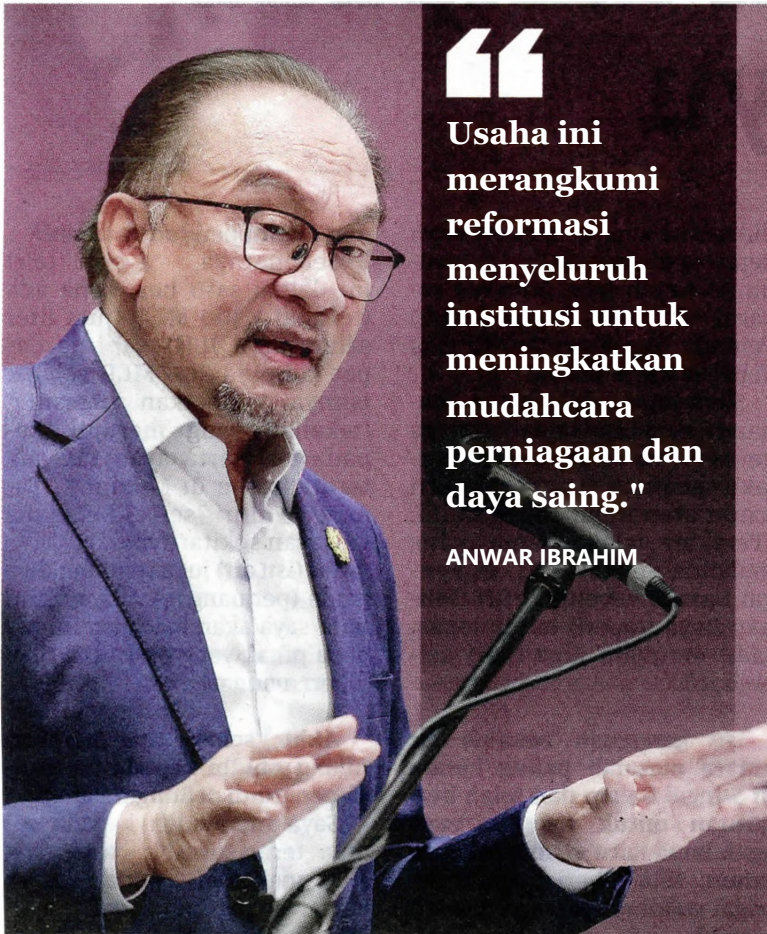 “
Usaha ini
merangkumi
reformasi
menyeluruh
institusi untuk
meningkatkan
mudahcara
perniagaan dan
daya saing."
ANWAR IBRAHIM